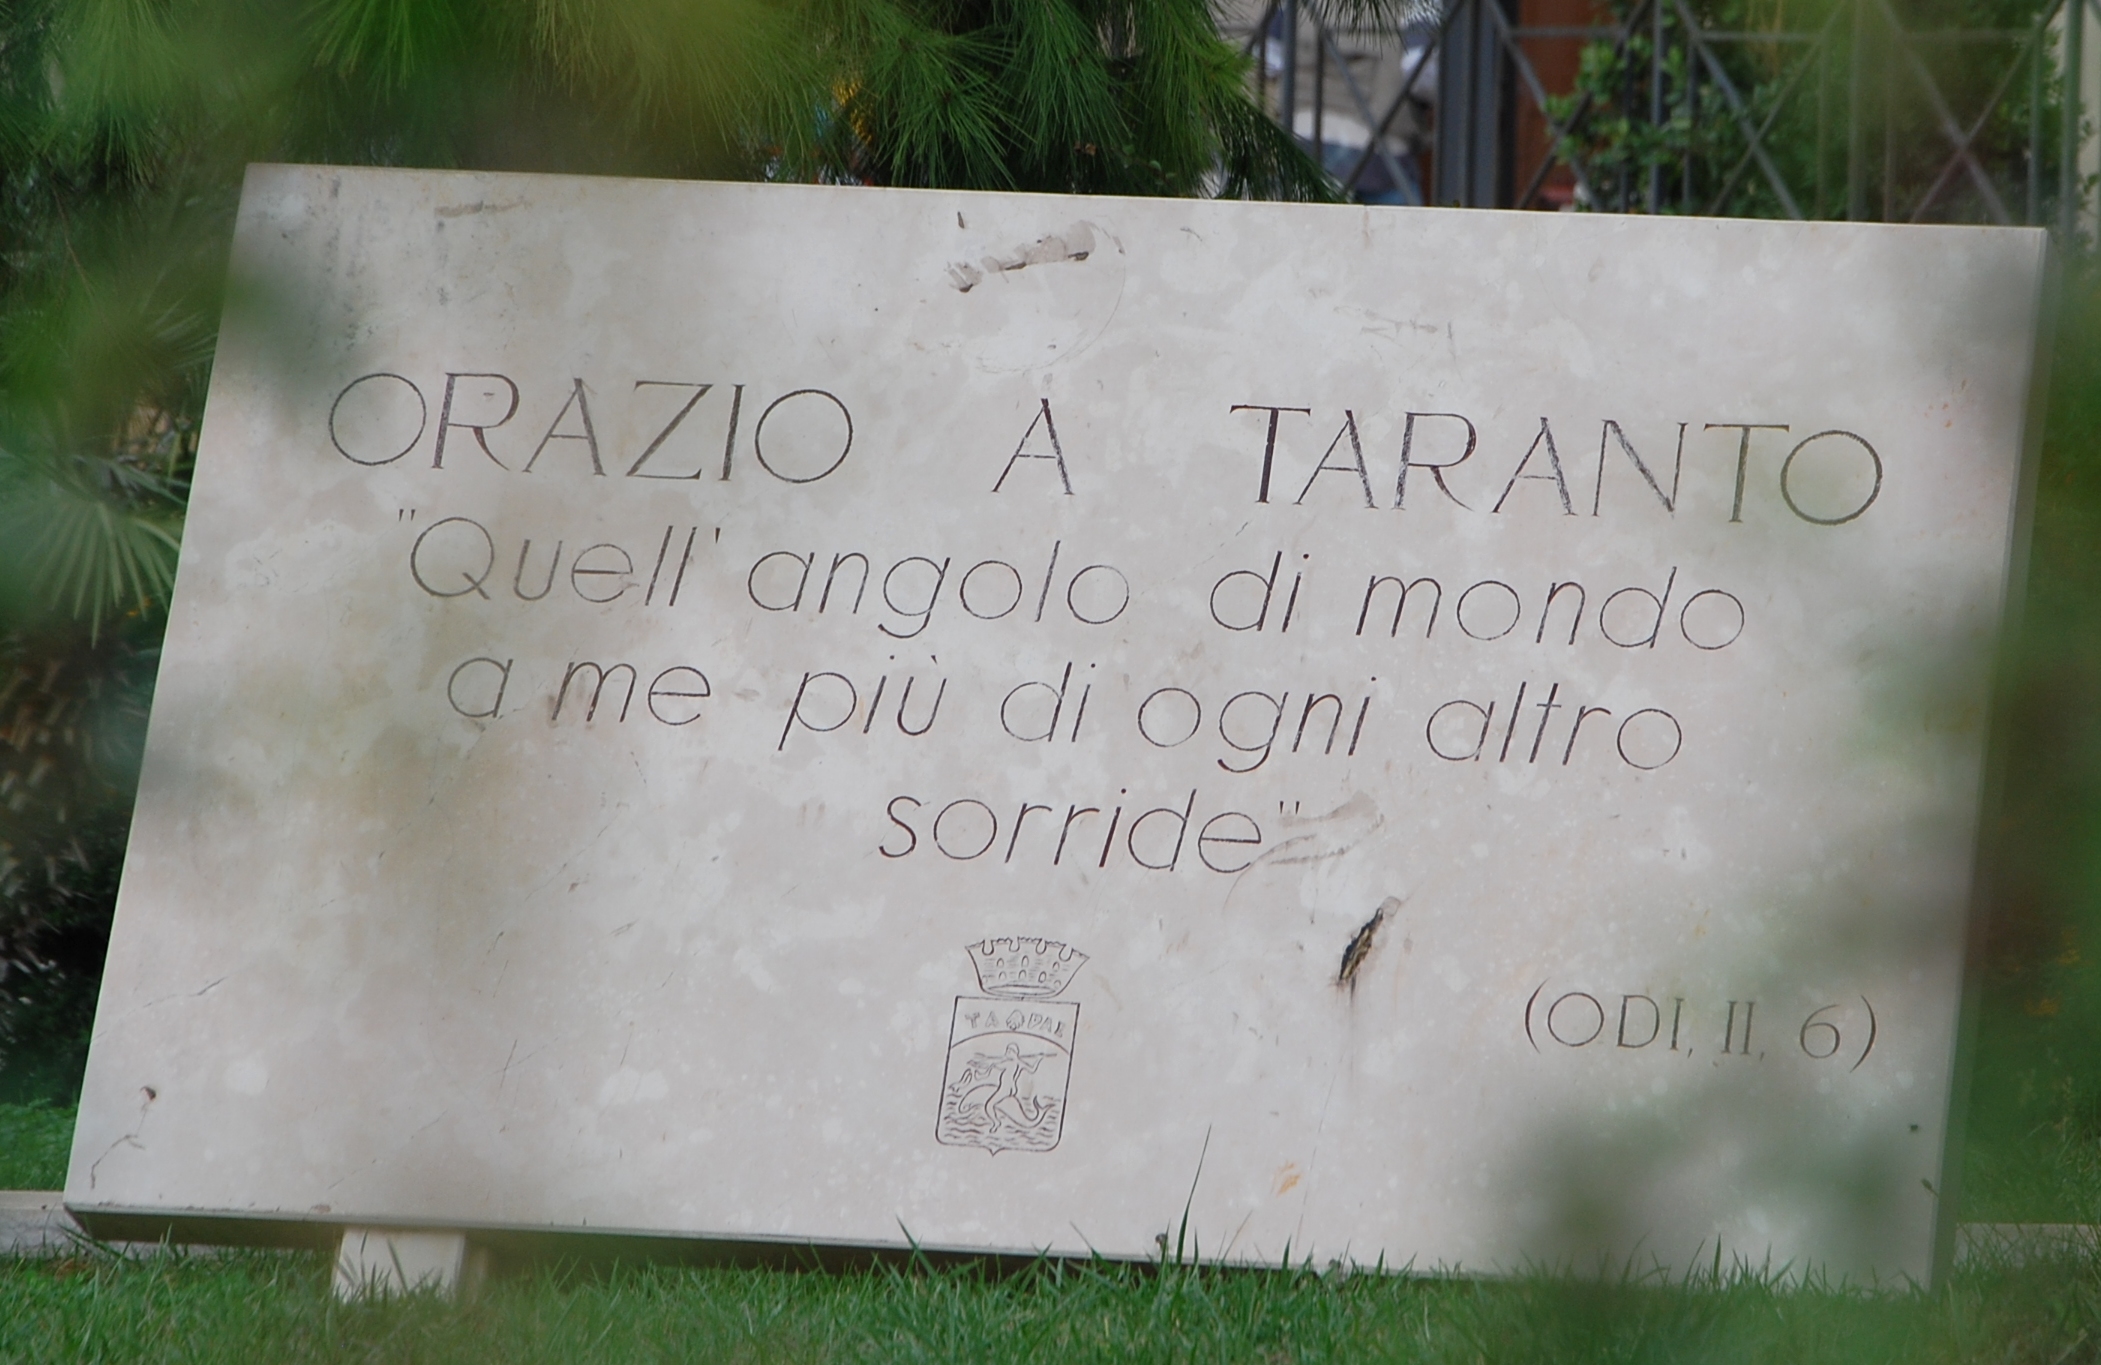 ORAZIO A TARANTO
"Quell' angolo di mondo
a me più di ogni altro
sorride"
(ODI, II, 6)